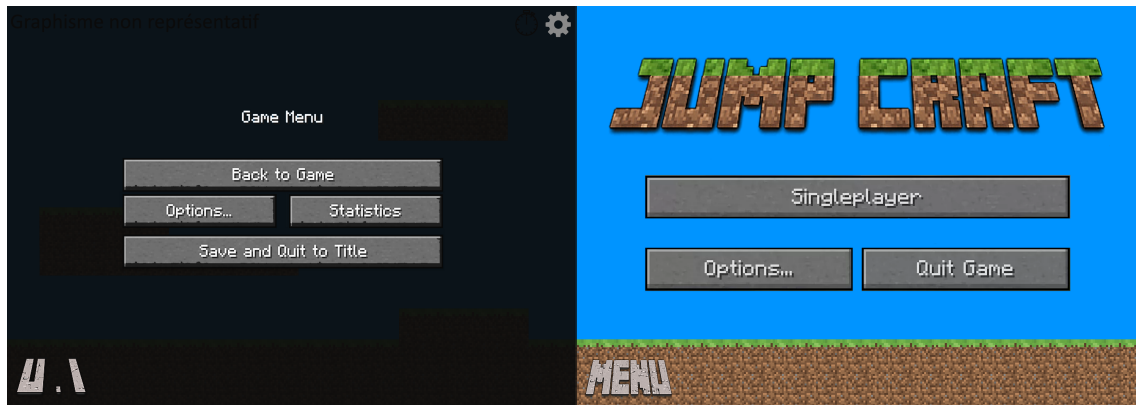 Graphisme non représentatif
Game Menu
Back to Game
Options...
Statistics
Save and Quit to Title
JUMP CRAFT
Singleplayer
Options...
Quit Game
MENU